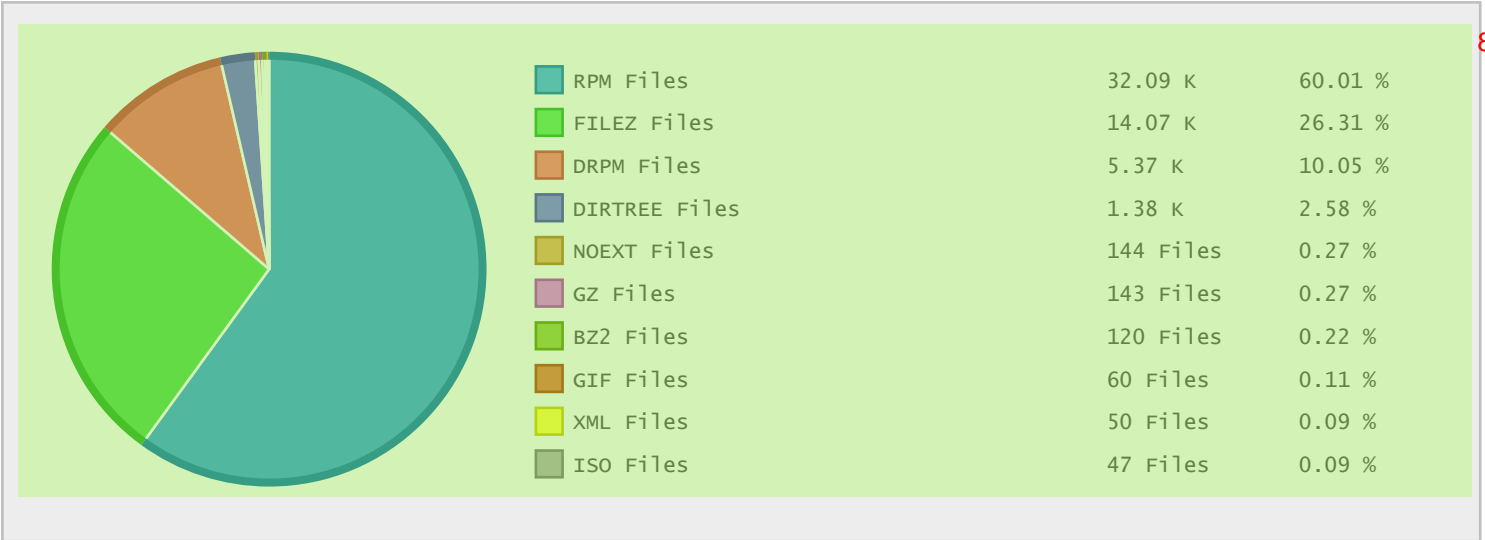 RPM Files 32.09 K 60.01 %
FILEZ Files 14.07 K 26.31 %
DRPM Files 5.37 K 10.05 %
DIRTREE Files 1.38 K 2.58 %
NOEXT Files 144 Files 0.27 %
GZ Files 143 Files 0.27 %
BZ2 Files 120 Files 0.22 %
GIF Files 60 Files 0.11 %
XML Files 50 Files 0.09 %
ISO Files 47 Files 0.09 %